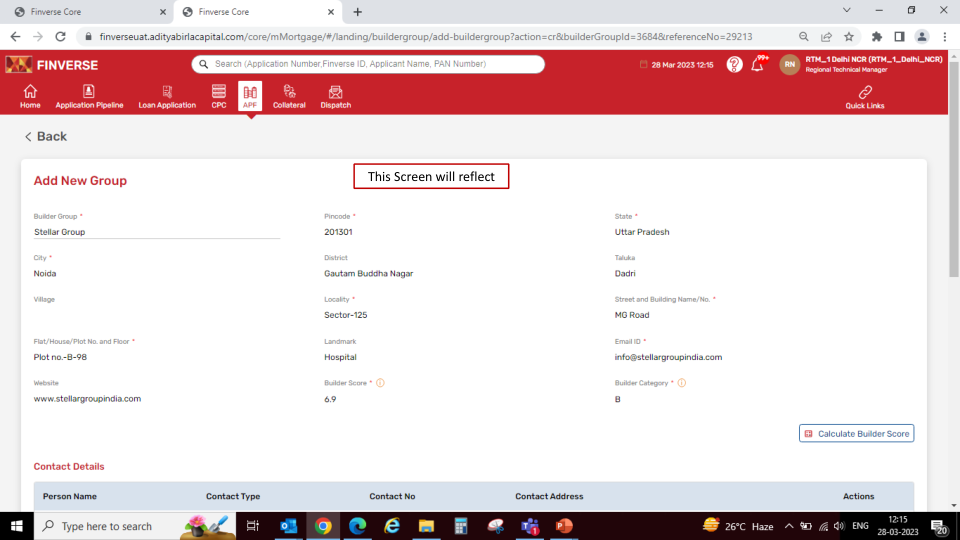 Finverse Core
Finverse Core
finverseuat.adityabirlacapital.com/core/mMortgage/#/landing/buildergroup/add-buildergroup?action=cr&builderGroupId=3684&referenceNo=29213
FINVERSE
Search (Application Number,Finverse ID, Applicant Name, PAN Number)
28 Mar 2023 12:15
99+
RN
RTM_1 Delhi NCR (RTM_1_Delhi_NCR)
Regional Technical Manager
Home
Application Pipeline
Loan Application
CPC
APF
Collateral
Dispatch
Quick Links
< Back
Add New Group
This Screen will reflect
Builder Group *
Pincode *
State *
Stellar Group
201301
Uttar Pradesh
City *
District
Taluka
Noida
Gautam Buddha Nagar
Dadri
Village
Locality *
Street and Building Name/No. *
Sector-125
MG Road
Flat/House/Plot No. and Floor *
Landmark
Email ID *
Plot no.-B-98
Hospital
info@stellargroupindia.com
Website
Builder Score *
Builder Category *
www.stellargroupindia.com
6.9
B
Calculate Builder Score
Contact Details
Person Name
Contact Type
Contact No
Contact Address
Actions
Type here to search
26°C Haze
ENG
12:15
28-03-2023
20